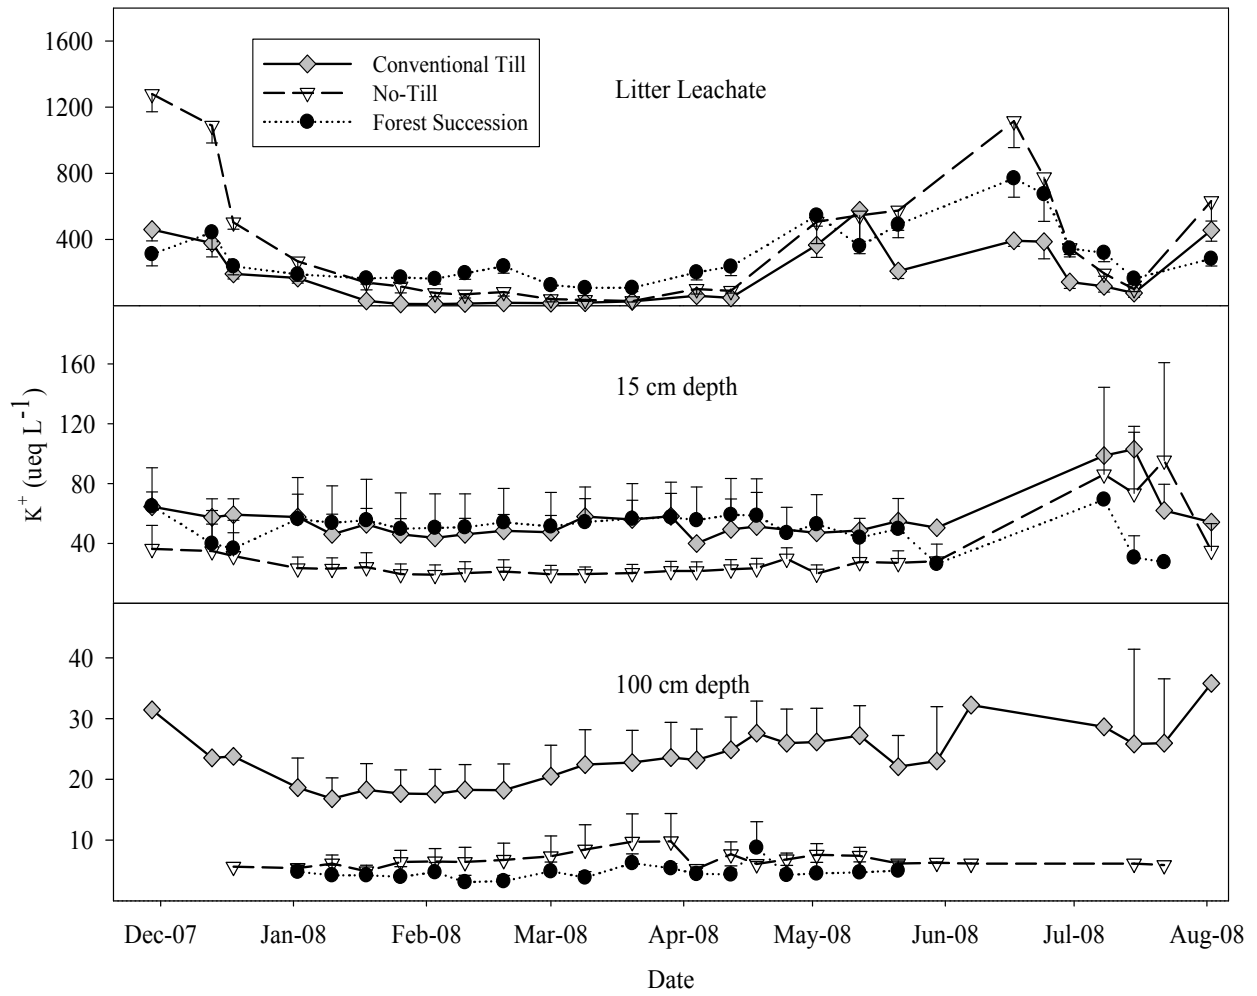 1600
1200
800
400
Conventional Till
No-Till
Forest Succession
Litter Leachate
160
120
80
40
15 cm depth
K+ (ueq L-1)
40
30
20
10
100 cm depth
Dec-07 Jan-08 Feb-08 Mar-08 Apr-08 May-08 Jun-08 Jul-08 Aug-08
Date